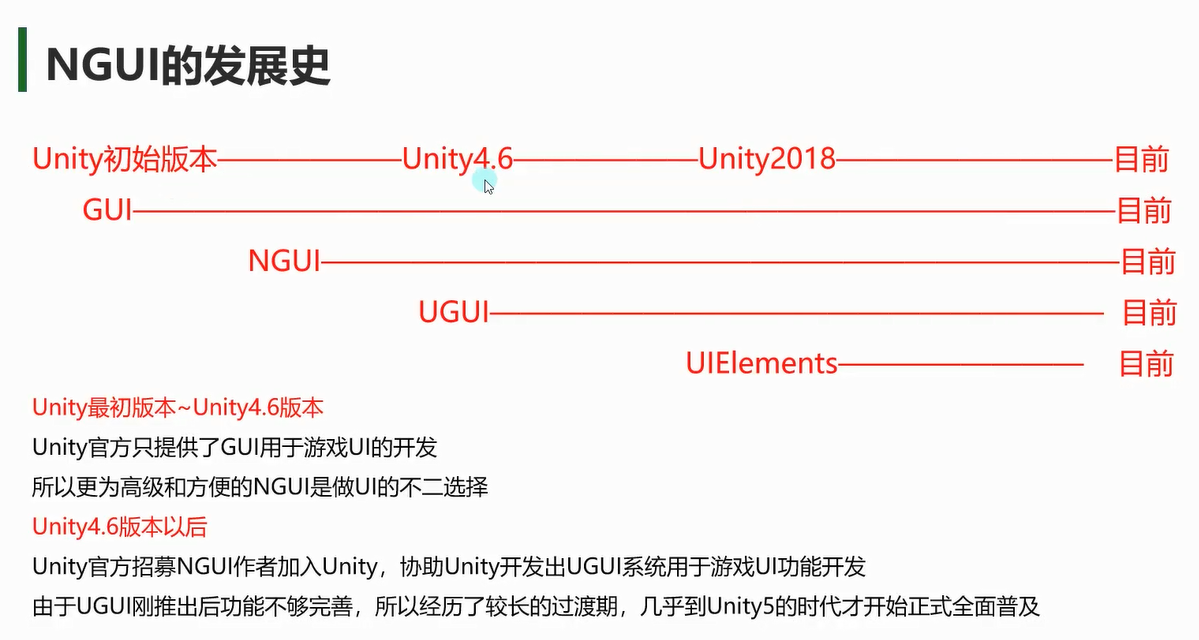 NGUI的发展史
Unity初始版本——————Unity4.6——————Unity2018—————————目前
GUI————————————————————————————————目前
NGUI——————————————————————————目前
UGUI———————————————————— 目前
UIElements———————— 目前
Unity最初版本~Unity4.6版本
Unity官方只提供了GUI用于游戏UI的开发
所以更为高级和方便的NGUI是做UI的不二选择
Unity4.6版本以后
Unity官方招募NGUI作者加入Unity，协助Unity开发出UGUI系统用于游戏UI功能开发
由于UGUI刚推出后功能不够完善，所以经历了较长的过渡期，几乎到Unity5的时代才开始正式全面普及